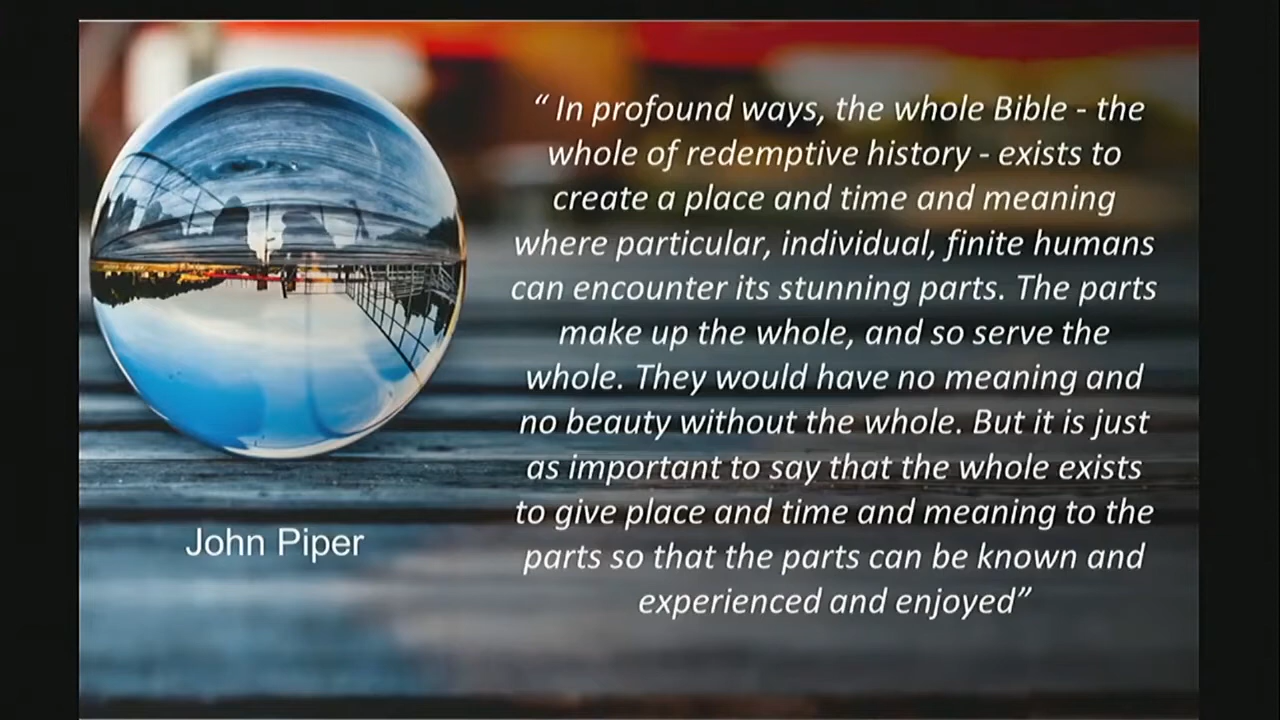 “ In profound ways, the whole Bible - the
whole of redemptive history - exists to
create a place and time and meaning
where particular, individual, finite humans
can encounter its stunning parts. The parts
make up the whole, and so serve the
whole. They would have no meaning and
no beauty without the whole. But it is just
as important to say that the whole exists
to give place and time and meaning to the
parts so that the parts can be known and
experienced and enjoyed”
John Piper